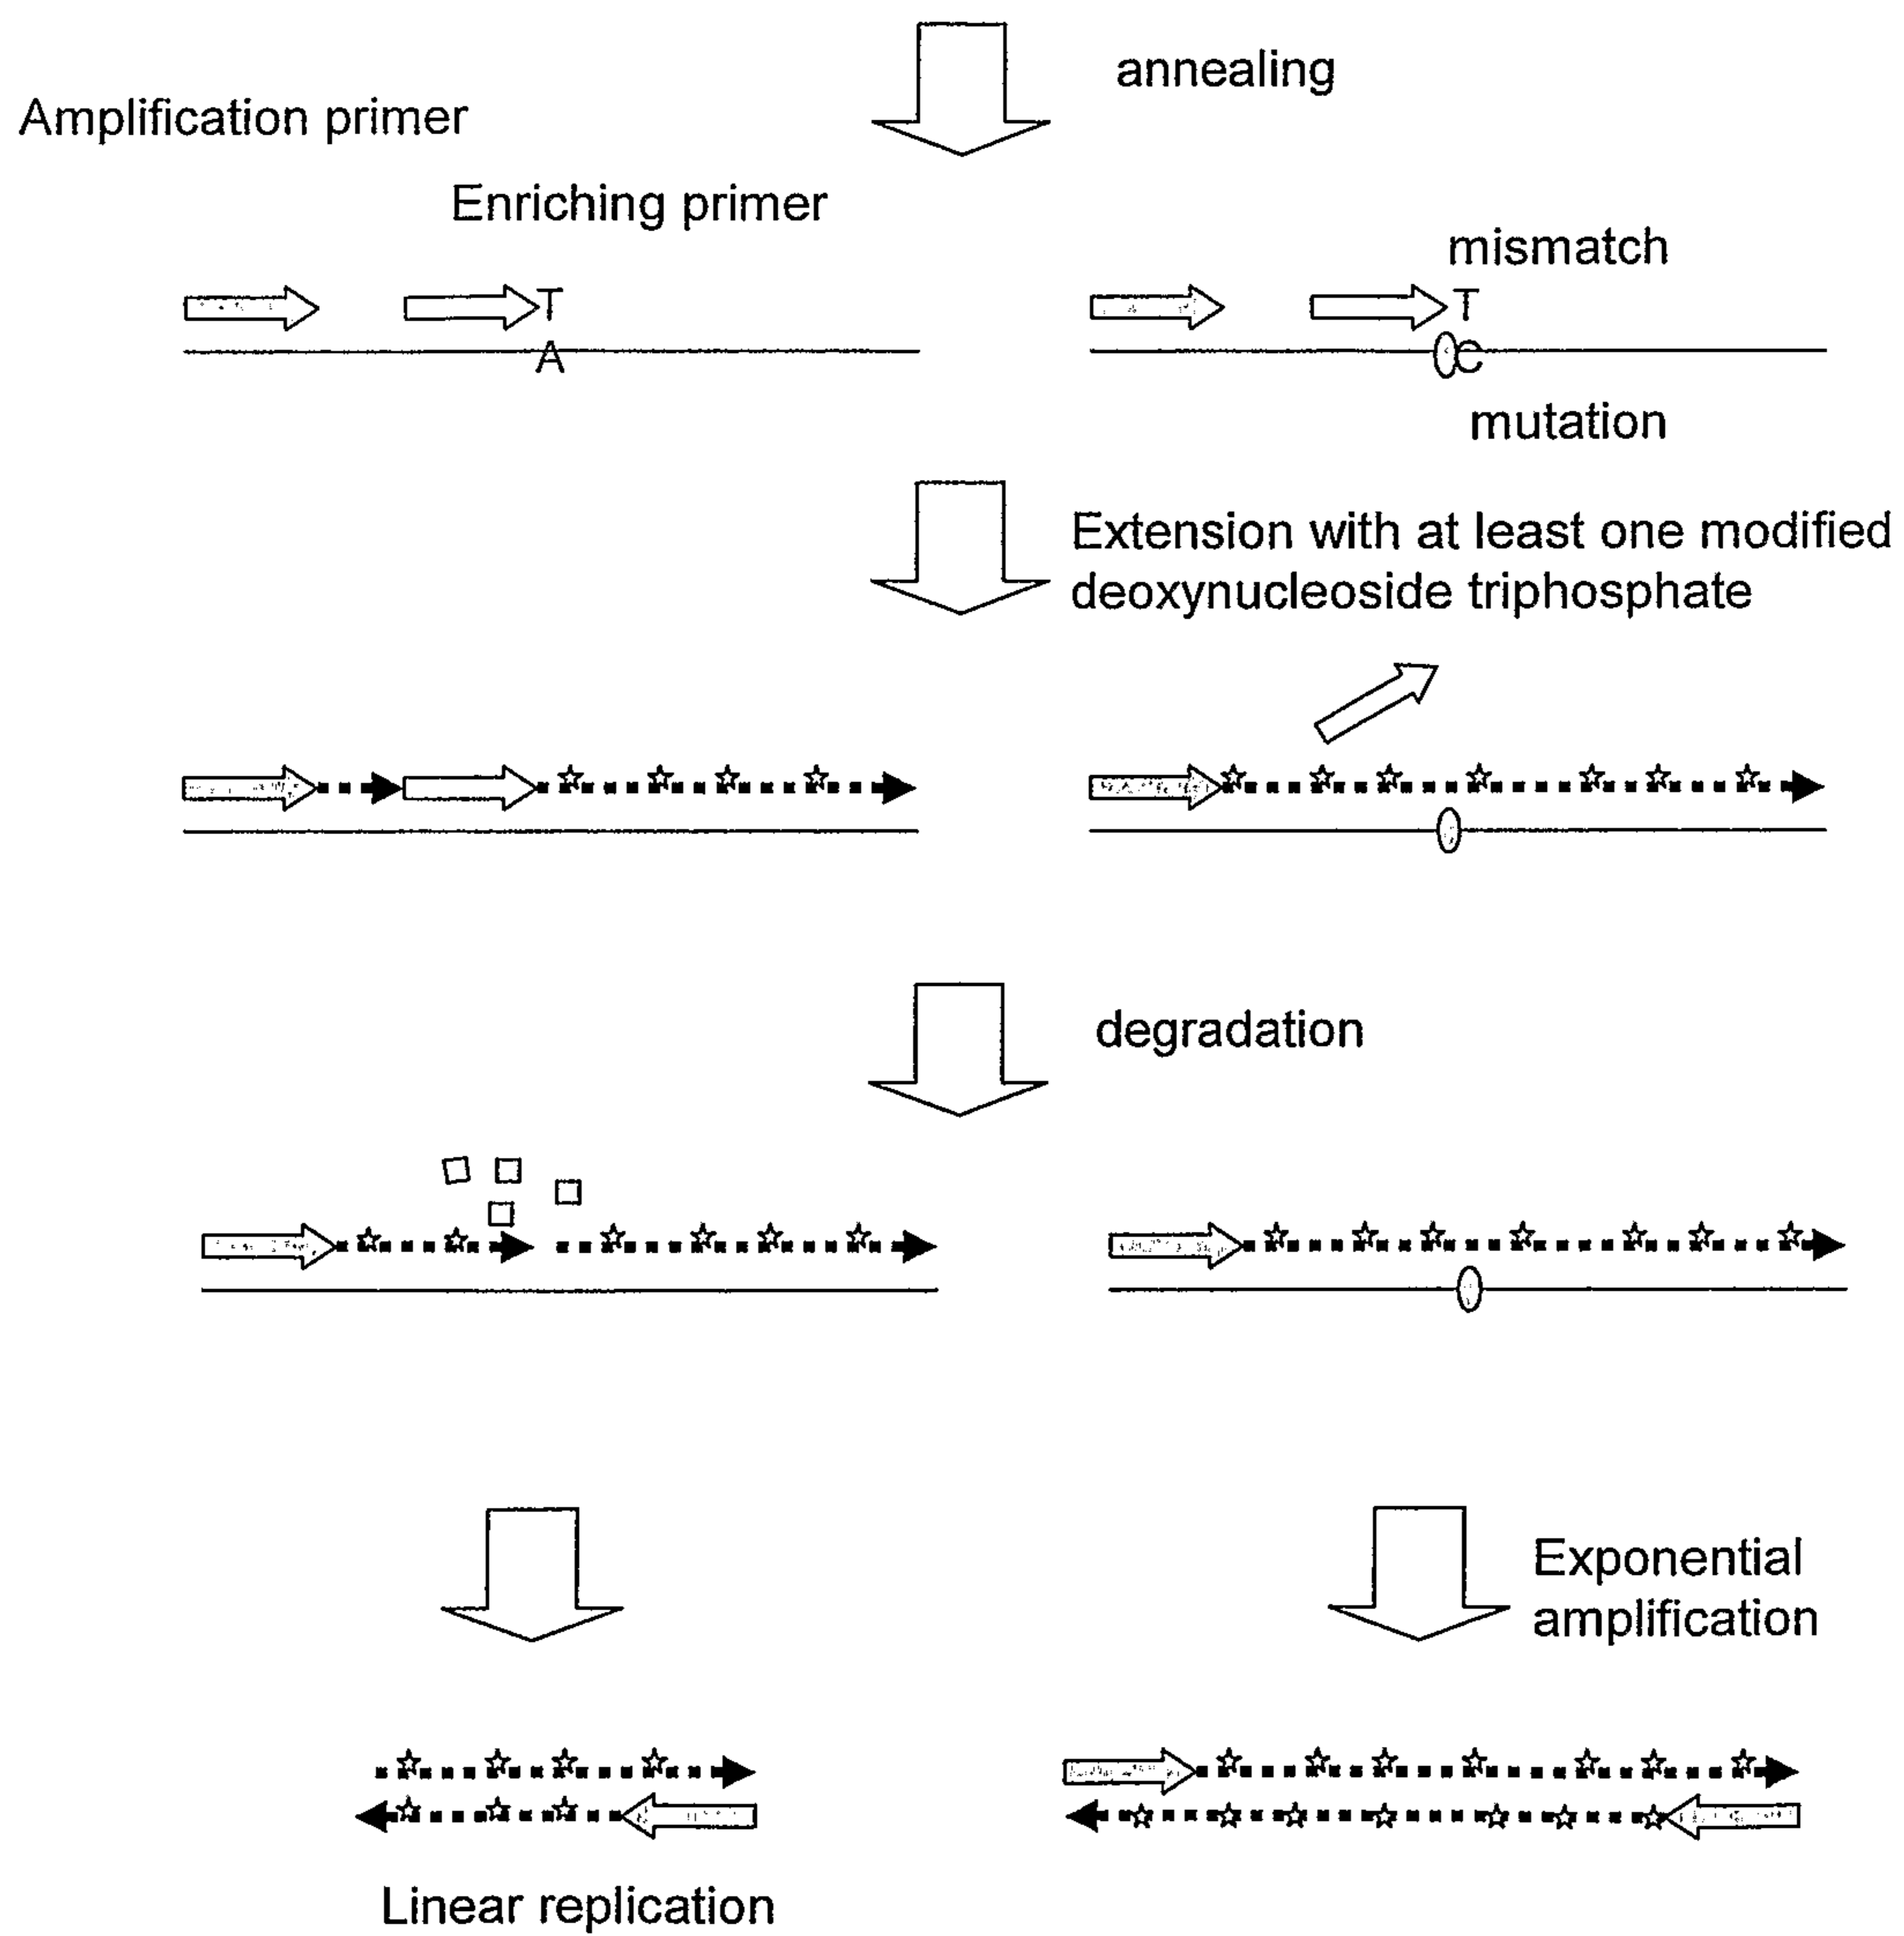 annealing
Amplification primer
Enriching primer
mismatch
T
T
A
C
mutation
Extension with at least one modified
deoxynucleoside triphosphate
degradation
Exponential
amplification
Linear replication